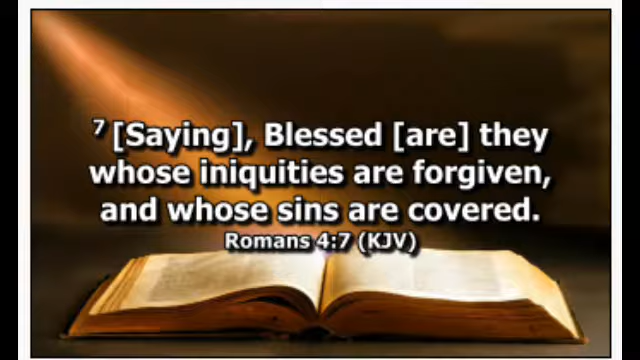 7 [Saying], Blessed [are] they
whose iniquities are forgiven,
and whose sins are covered.
Romans 4:7 (KJV)